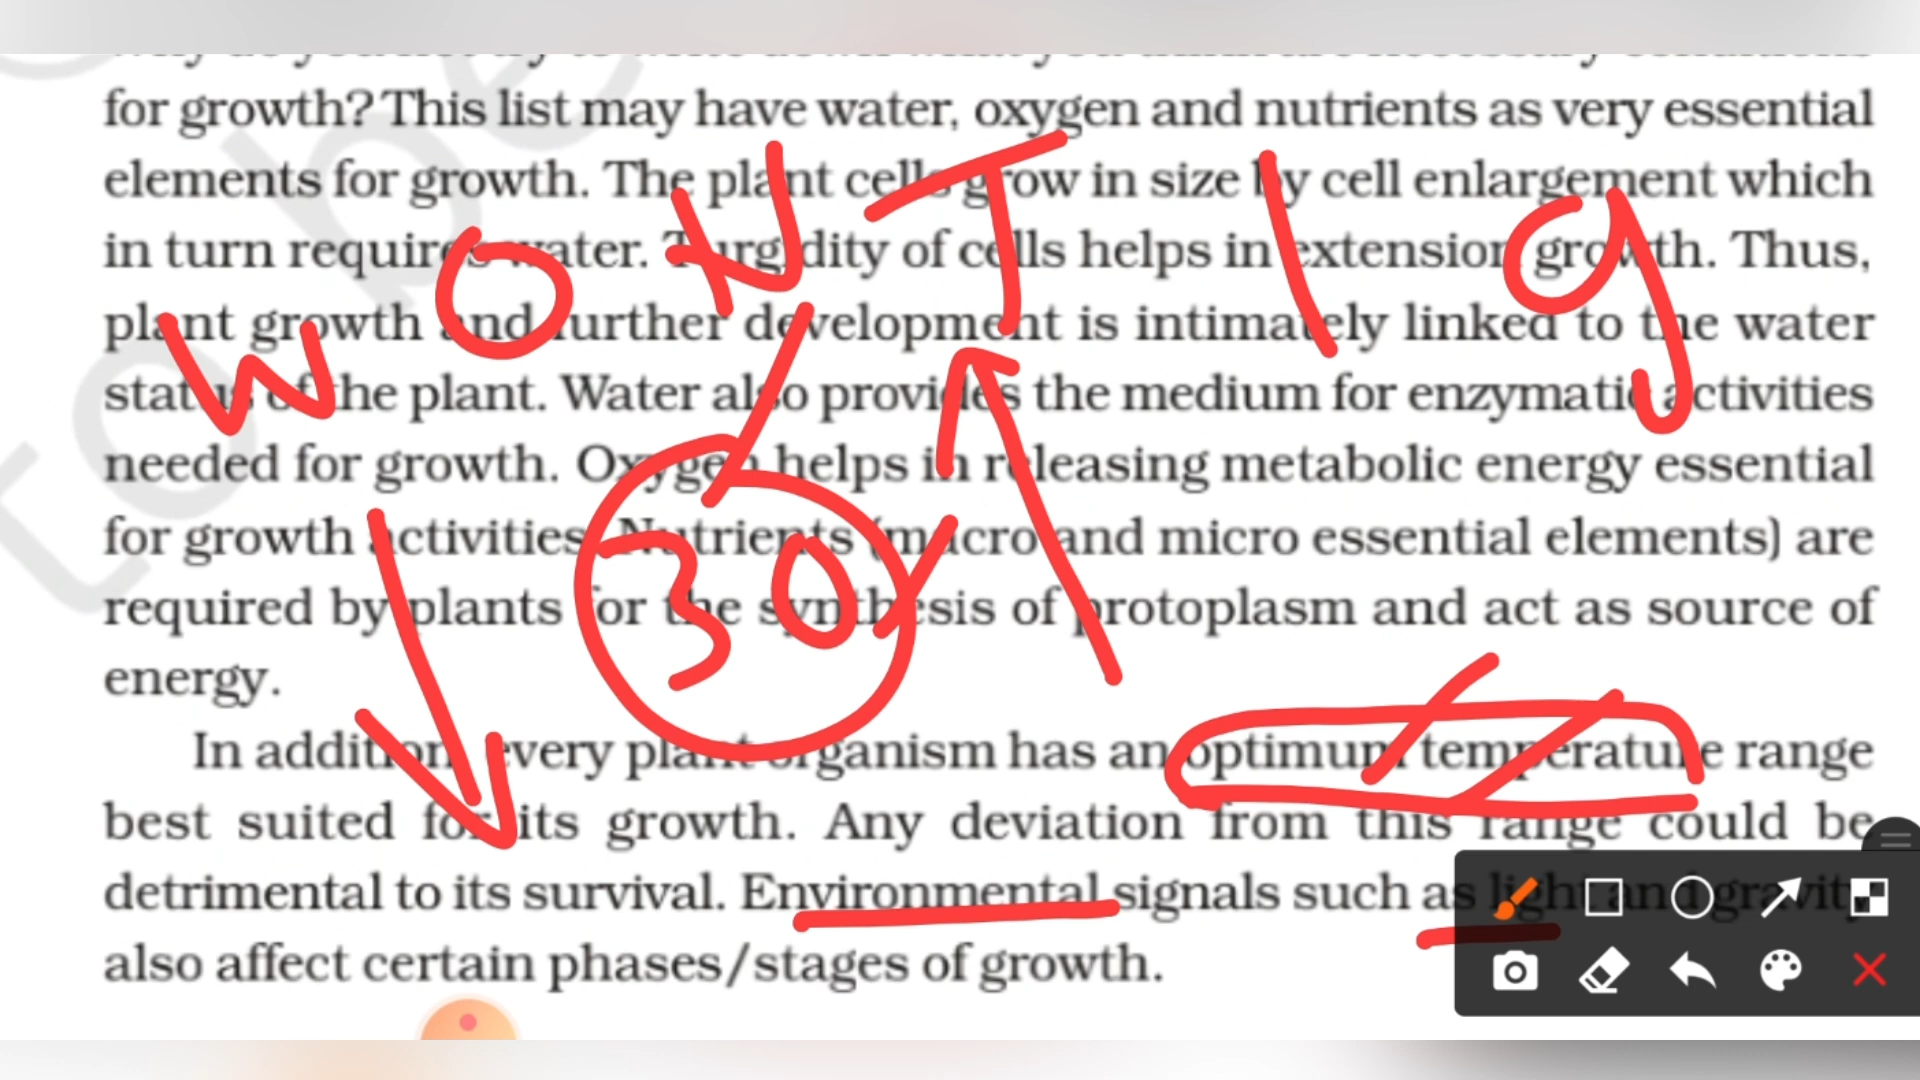 for growth? This list may have water, oxygen and nutrients as very essential
elements for growth. The plant cells grow in size by cell enlargement which
in turn requires water. Turgidity of cells helps in extension growth. Thus,
plant growth and further development is intimately linked to the water
status of the plant. Water also provides the medium for enzymatic activities
needed for growth. Oxygen helps in releasing metabolic energy essential
for growth activities. Nutrients (macro and micro essential elements) are
required by plants for the synthesis of protoplasm and act as source of
energy.
In addition, every plant organism has an optimum temperature range
best suited for its growth. Any deviation from this range could be
detrimental to its survival. Environmental signals such as light and gravity
also affect certain phases/stages of growth.
W O N T l g
30
to be